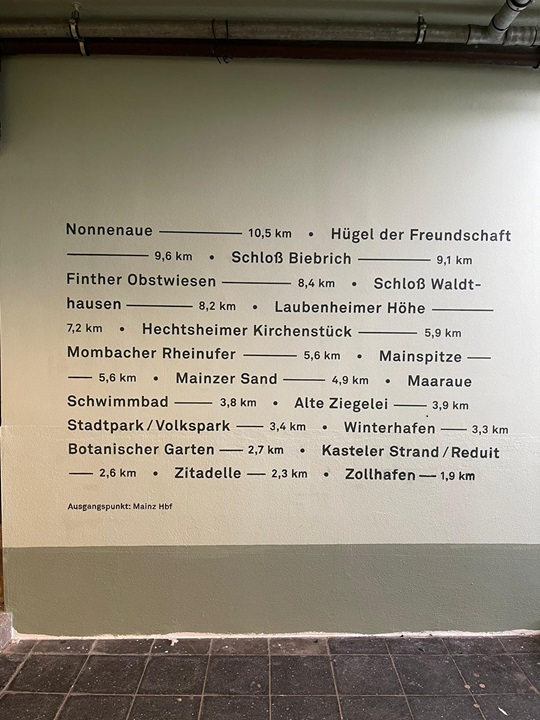 Nonnenaue —— 10,5 km • Hügel der Freundschaft
—— 9,6 km • Schloß Biebrich —— 9,1 km
Finther Obstwiesen —— 8,4 km • Schloß Waldt-
hausen —— 8,2 km • Laubenheimer Höhe ——
7,2 km • Hechtsheimer Kirchenstück —— 5,9 km
Mombacher Rheinufer —— 5,6 km • Mainspitze —
— 5,6 km • Mainzer Sand —— 4,9 km • Maaraue
Schwimmbad —— 3,8 km • Alte Ziegelei —— 3,9 km
Stadtpark / Volkspark — 3,4 km • Winterhafen —— 3,3 km
Botanischer Garten —— 2,7 km • Kasteler Strand / Reduit
— 2,6 km • Zitadelle — 2,3 km • Zollhafen — 1,9 km
Ausgangspunkt: Mainz Hbf